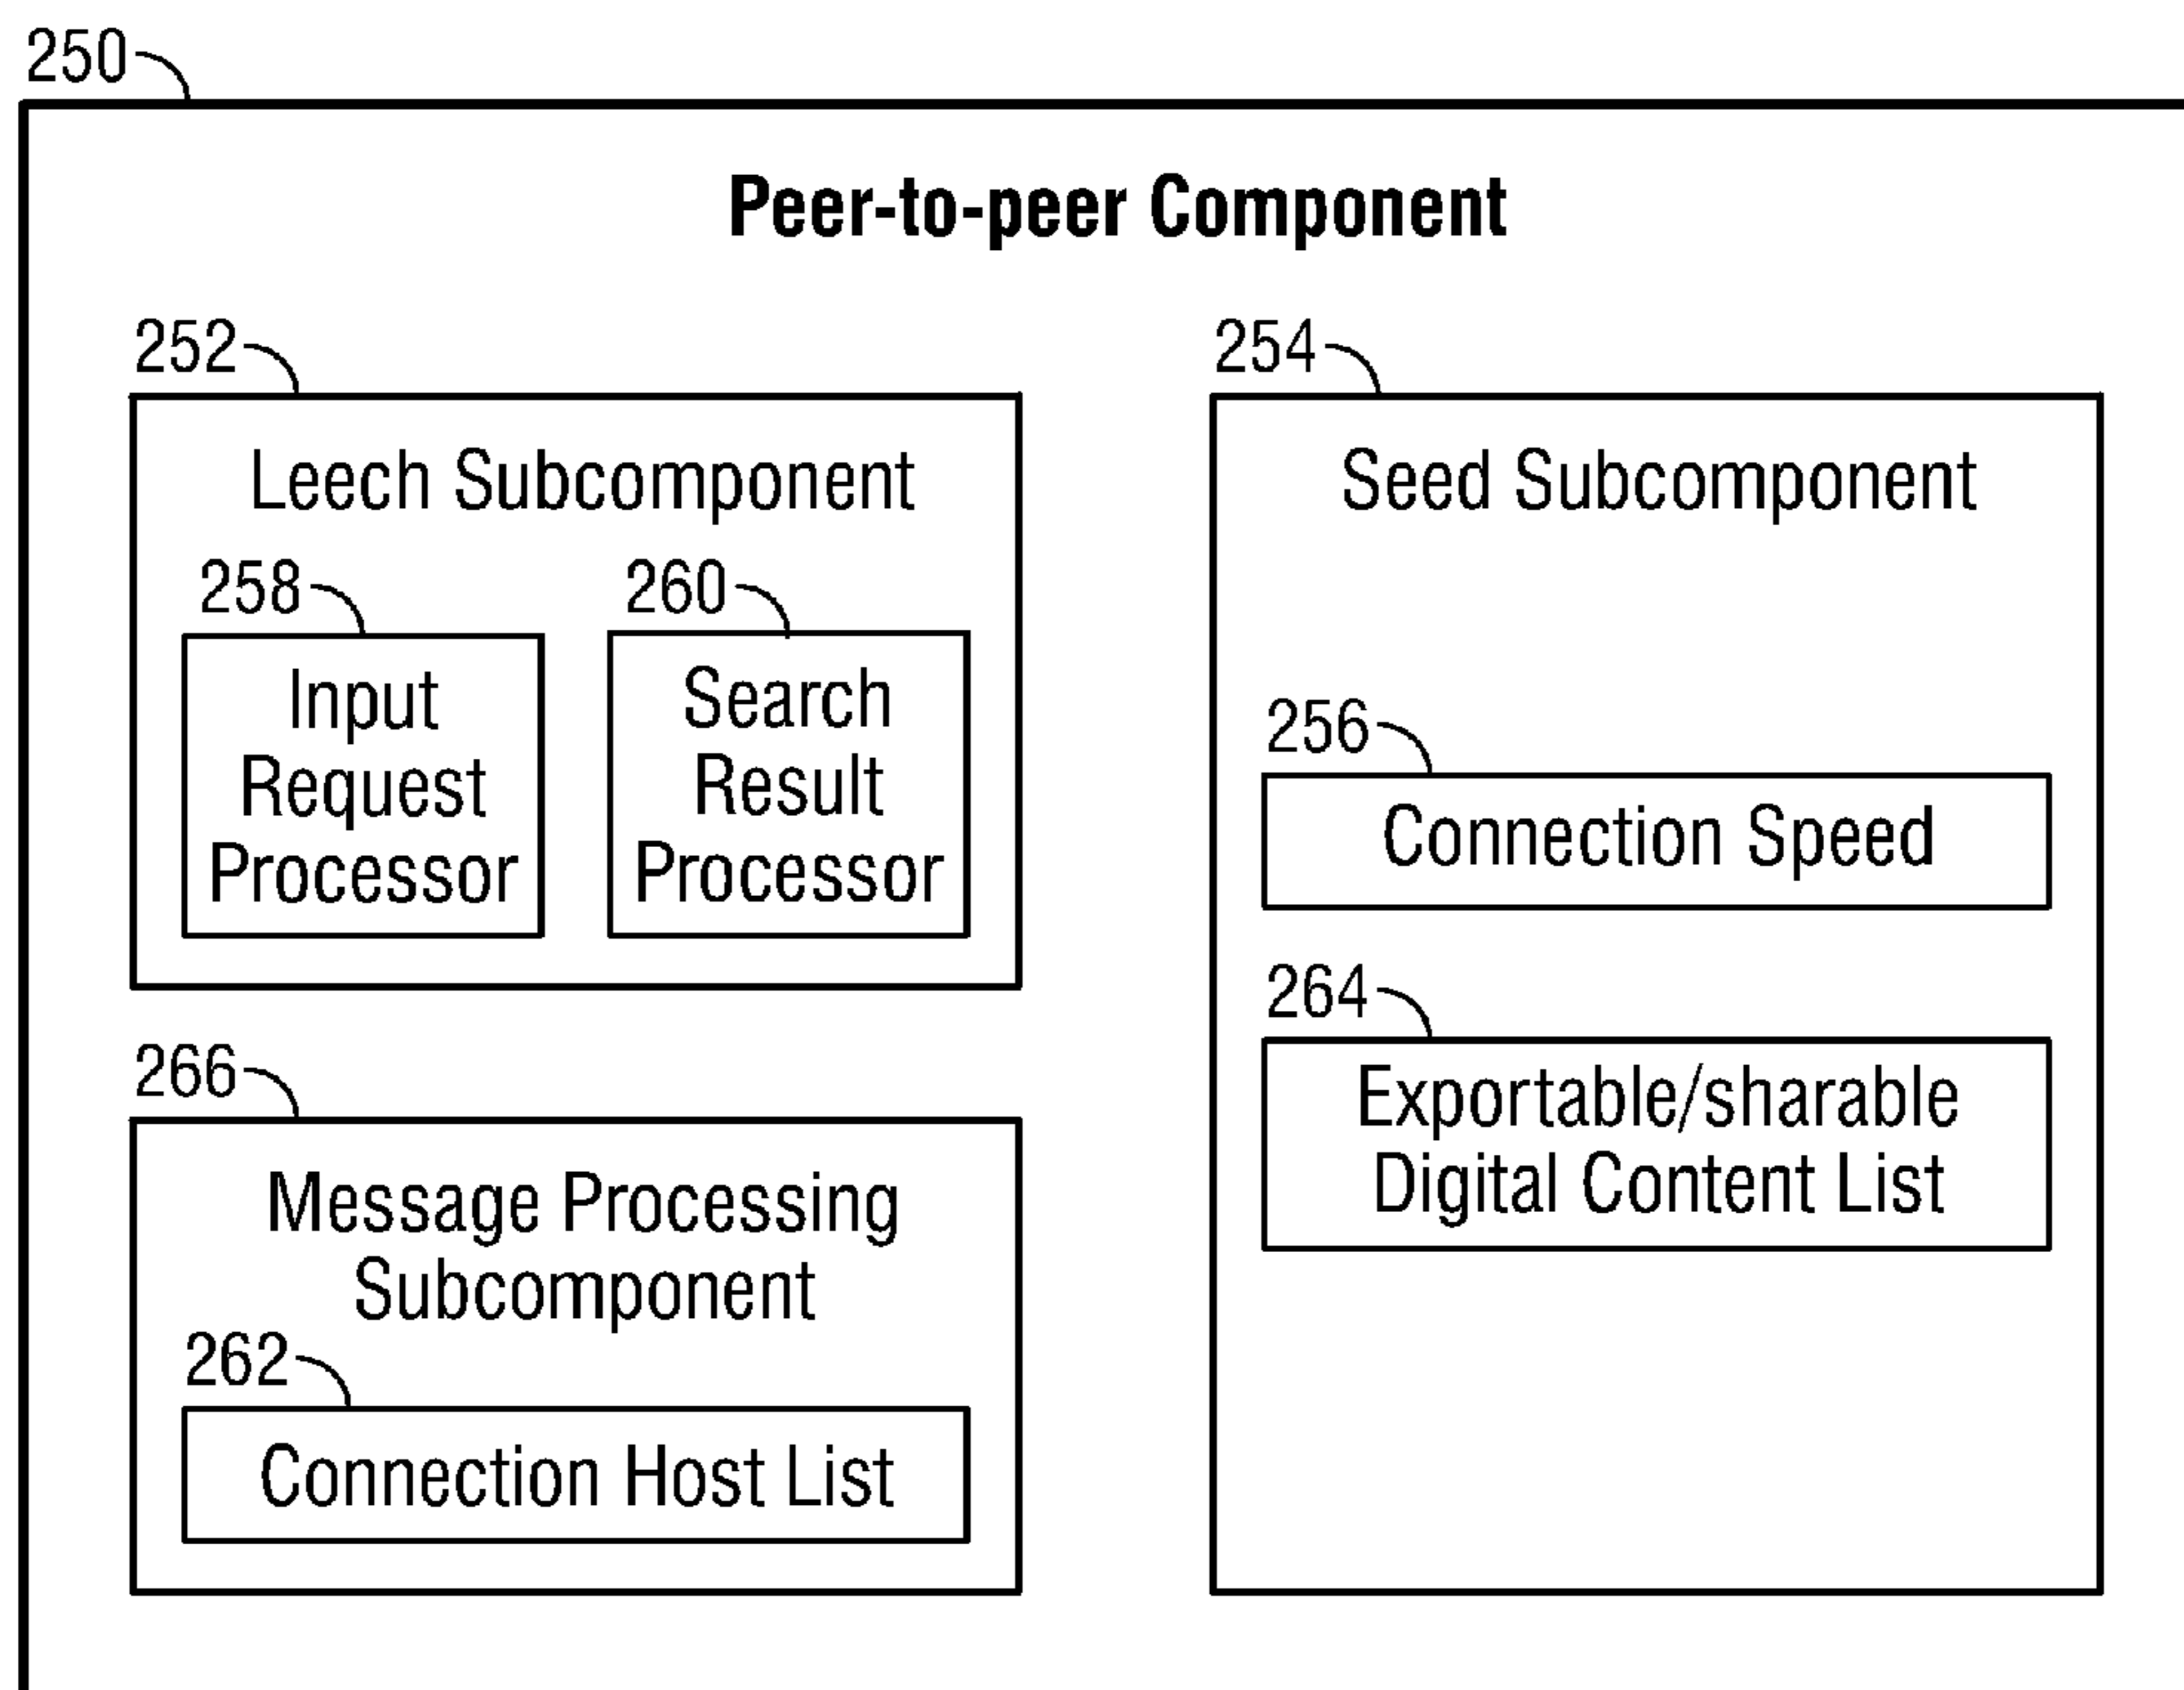 250
Peer-to-peer Component
252
Leech Subcomponent
258
Input
Request
Processor
260
Search
Result
Processor
266
Message Processing
Subcomponent
262
Connection Host List
254
Seed Subcomponent
256
Connection Speed
264
Exportable/sharable
Digital Content List